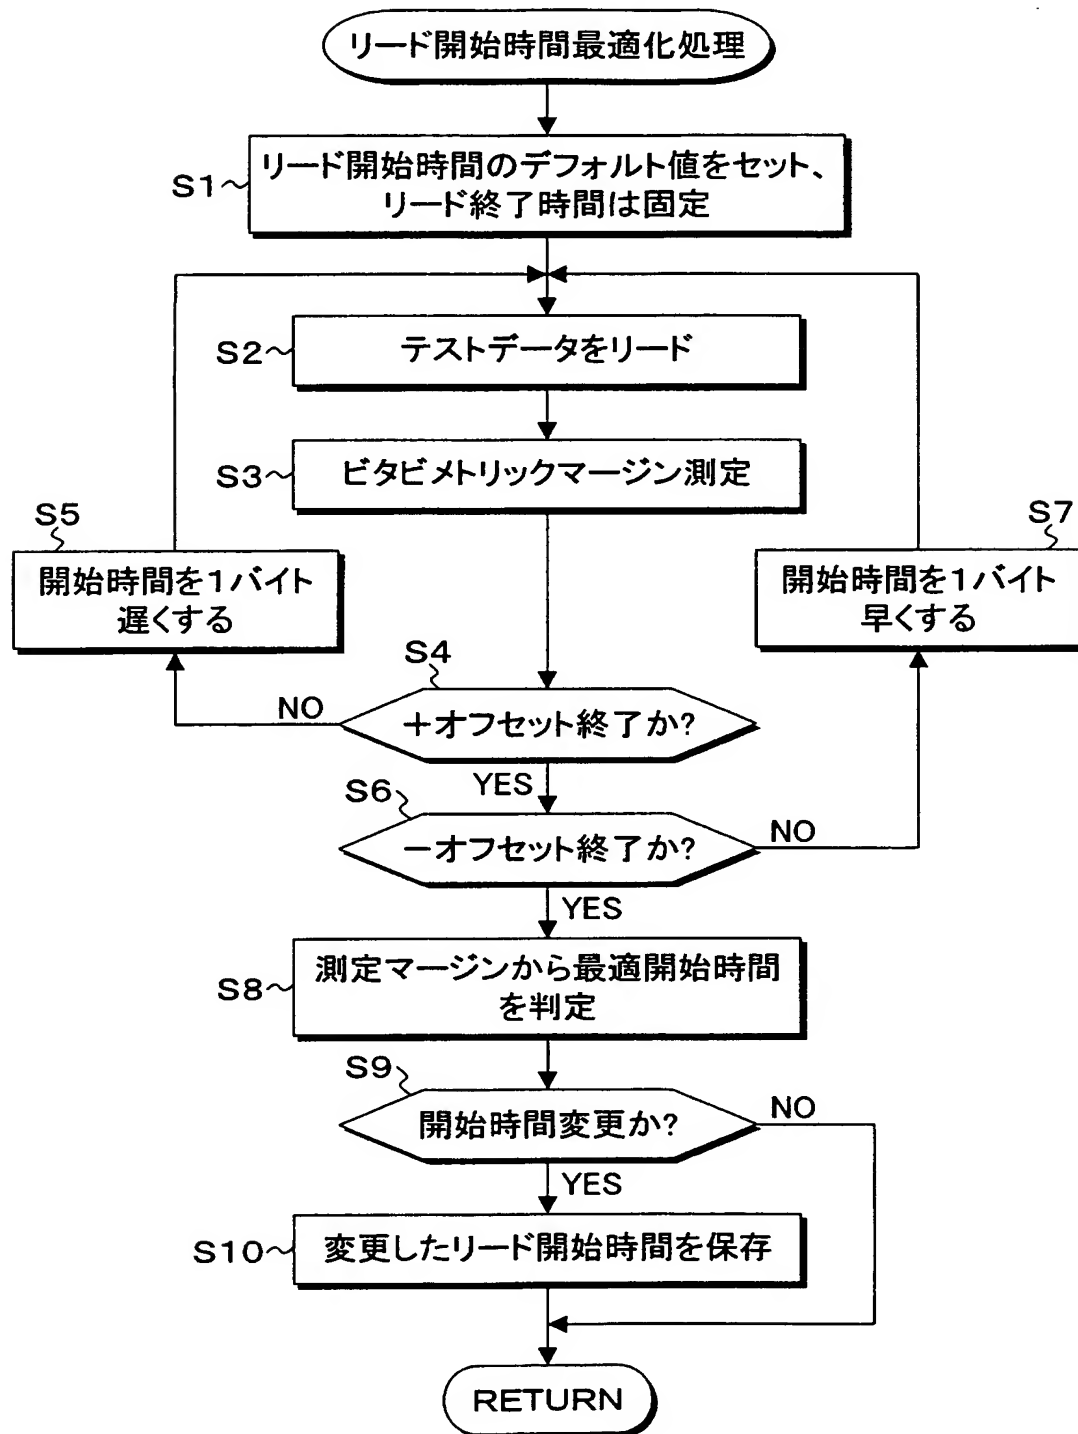 リード開始時間最適化処理
S1
リード開始時間のデフォルト値をセット、
リード終了時間は固定
S2
テストデータをリード
S3
ビタビメトリックマージン測定
S5
開始時間を1バイト
遅くする
S7
開始時間を1バイト
早くする
S4
+オフセット終了か?
NO
YES
S6
−オフセット終了か?
NO
YES
S8
測定マージンから最適開始時間
を判定
S9
開始時間変更か?
NO
YES
S10
変更したリード開始時間を保存
RETURN